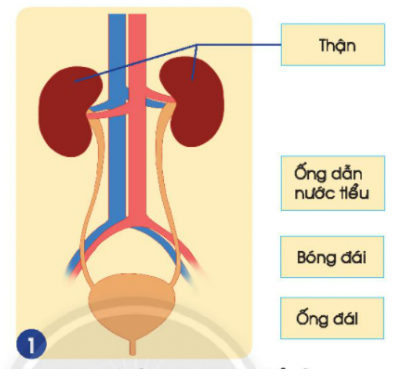 Thận
Ống dẫn
nước tiểu
Bóng đái
Ống đái
1